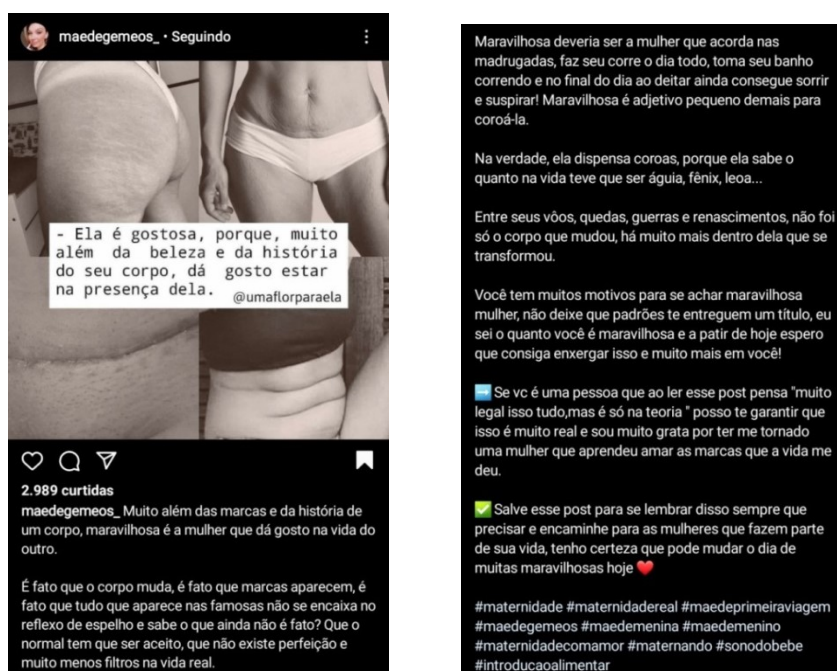 maedegemeos_ • Seguindo
- Ela é gostosa, porque, muito
além da beleza e da história
do seu corpo, dá gosto estar
na presença dela. @umaflorparaela
2.989 curtidas
maedegemeos_ Muito além das marcas e da história de
um corpo, maravilhosa é a mulher que dá gosto na vida do
outro.
É fato que o corpo muda, é fato que marcas aparecem, é
fato que tudo que aparece nas famosas não se encaixa no
reflexo de espelho e sabe o que ainda não é fato? Que o
normal tem que ser aceito, que não existe perfeição e
muito menos filtros na vida real.
Maravilhosa deveria ser a mulher que acorda nas
madrugadas, faz seu corre o dia todo, toma seu banho
correndo e no final do dia ao deitar ainda consegue sorrir
e suspirar! Maravilhosa é adjetivo pequeno demais para
coroá-la.
Na verdade, ela dispensa coroas, porque ela sabe o
quanto na vida teve que ser águia, fênix, leoa...
Entre seus vôos, quedas, guerras e renascimentos, não foi
só o corpo que mudou, há muito mais dentro dela que se
transformou.
Você tem muitos motivos para se achar maravilhosa
mulher, não deixe que padrões te entreguem um título, eu
sei o quanto você é maravilhosa e a patir de hoje espero
que consiga enxergar isso e muito mais em você!
➡️ Se vc é uma pessoa que ao ler esse post pensa "muito
legal isso tudo,mas é só na teoria " posso te garantir que
isso é muito real e sou muito grata por ter me tornado
uma mulher que aprendeu amar as marcas que a vida me
deu.
✅ Salve esse post para se lembrar disso sempre que
precisar e encaminhe para as mulheres que fazem parte
de sua vida, tenho certeza que pode mudar o dia de
muitas maravilhosas hoje ❤️
#maternidade #maternidadereal #maedeprimeiraviagem
#maedegemeos #maedemenina #maedemenino
#maternidadecomamor #maternando #sonodobebe
#introducaoalimentar